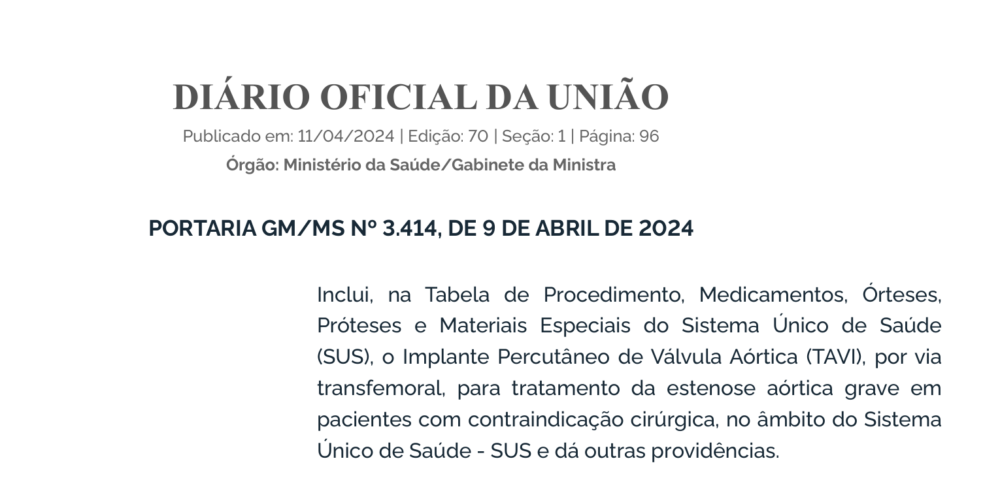 DIÁRIO OFICIAL DA UNIÃO
Publicado em: 11/04/2024 | Edição: 70 | Seção: 1 | Página: 96
Órgão: Ministério da Saúde/Gabinete da Ministra
PORTARIA GM/MS Nº 3.414, DE 9 DE ABRIL DE 2024
Inclui, na Tabela de Procedimento, Medicamentos, Órteses,
Próteses e Materiais Especiais do Sistema Único de Saúde
(SUS), o Implante Percutâneo de Válvula Aórtica (TAVI), por via
transfemoral, para tratamento da estenose aórtica grave em
pacientes com contraindicação cirúrgica, no âmbito do Sistema
Único de Saúde - SUS e dá outras providências.